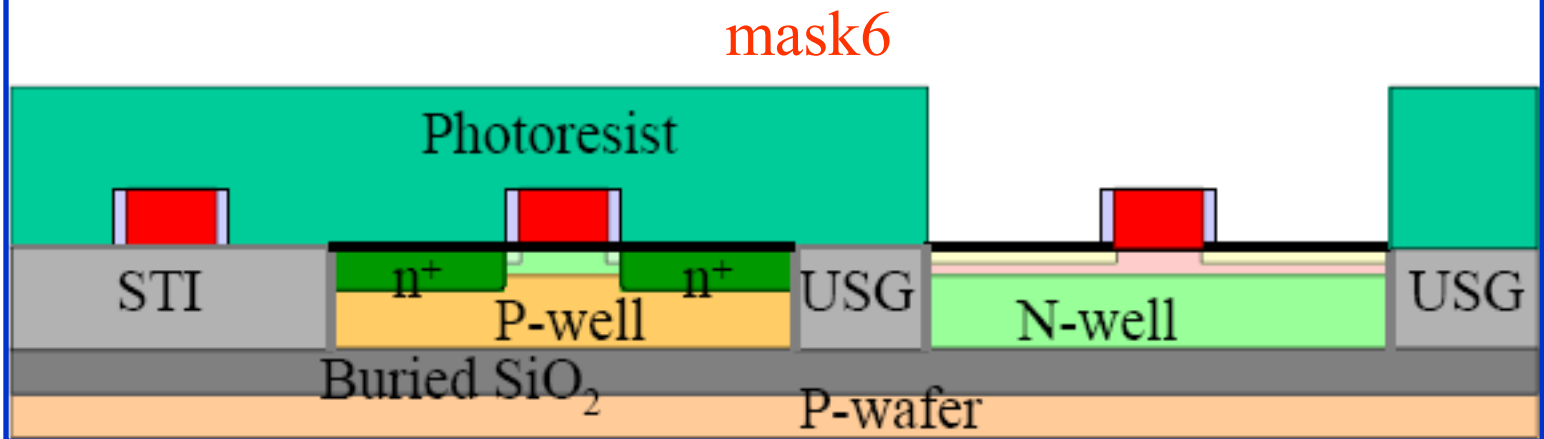 mask6
Photoresist
STI
n⁺
n⁺
USG
USG
P-well
N-well
Buried SiO₂
P-wafer